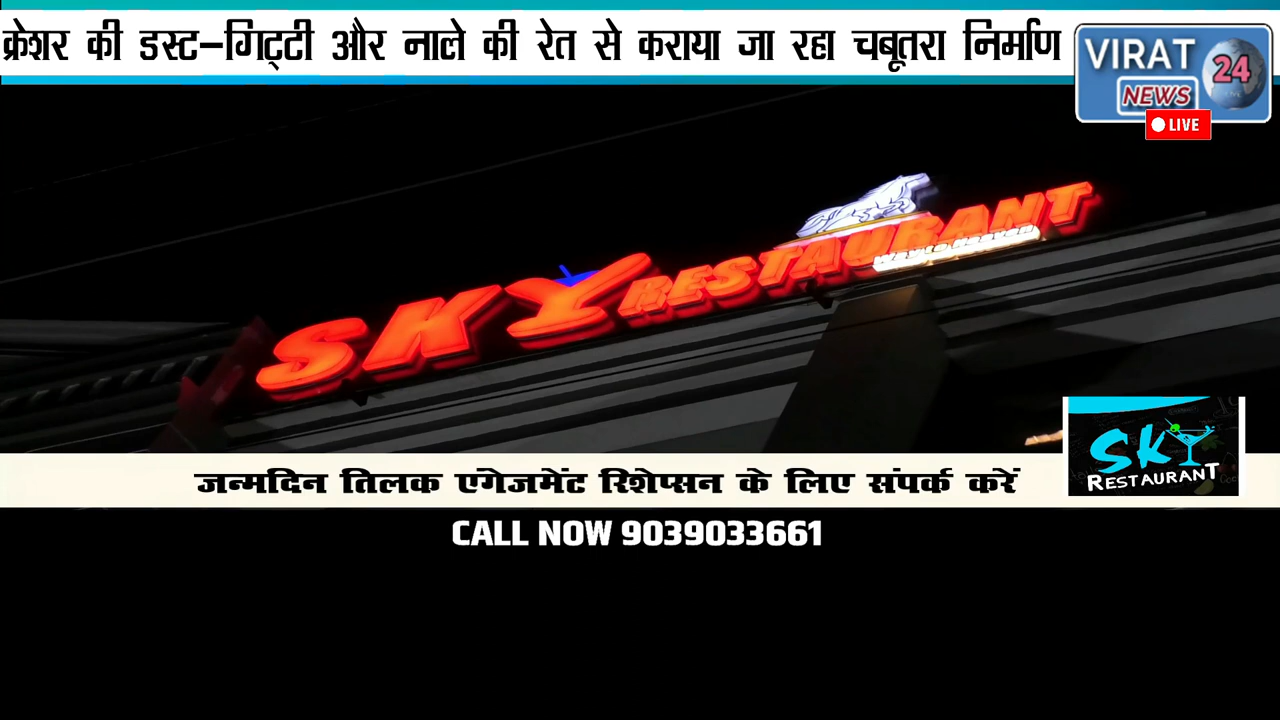 क्रेशर की डस्ट-गिट्टी और नाले की रेत से कराया जा रहा चबूतरा निर्माण
VIRAT
24
NEWS
LIVE
SKY RESTAURANT
जन्मदिन तिलक एंगेजमेंट रिशेप्सन के लिए संपर्क करें
SKY
RESTAURANT
CALL NOW 9039033661